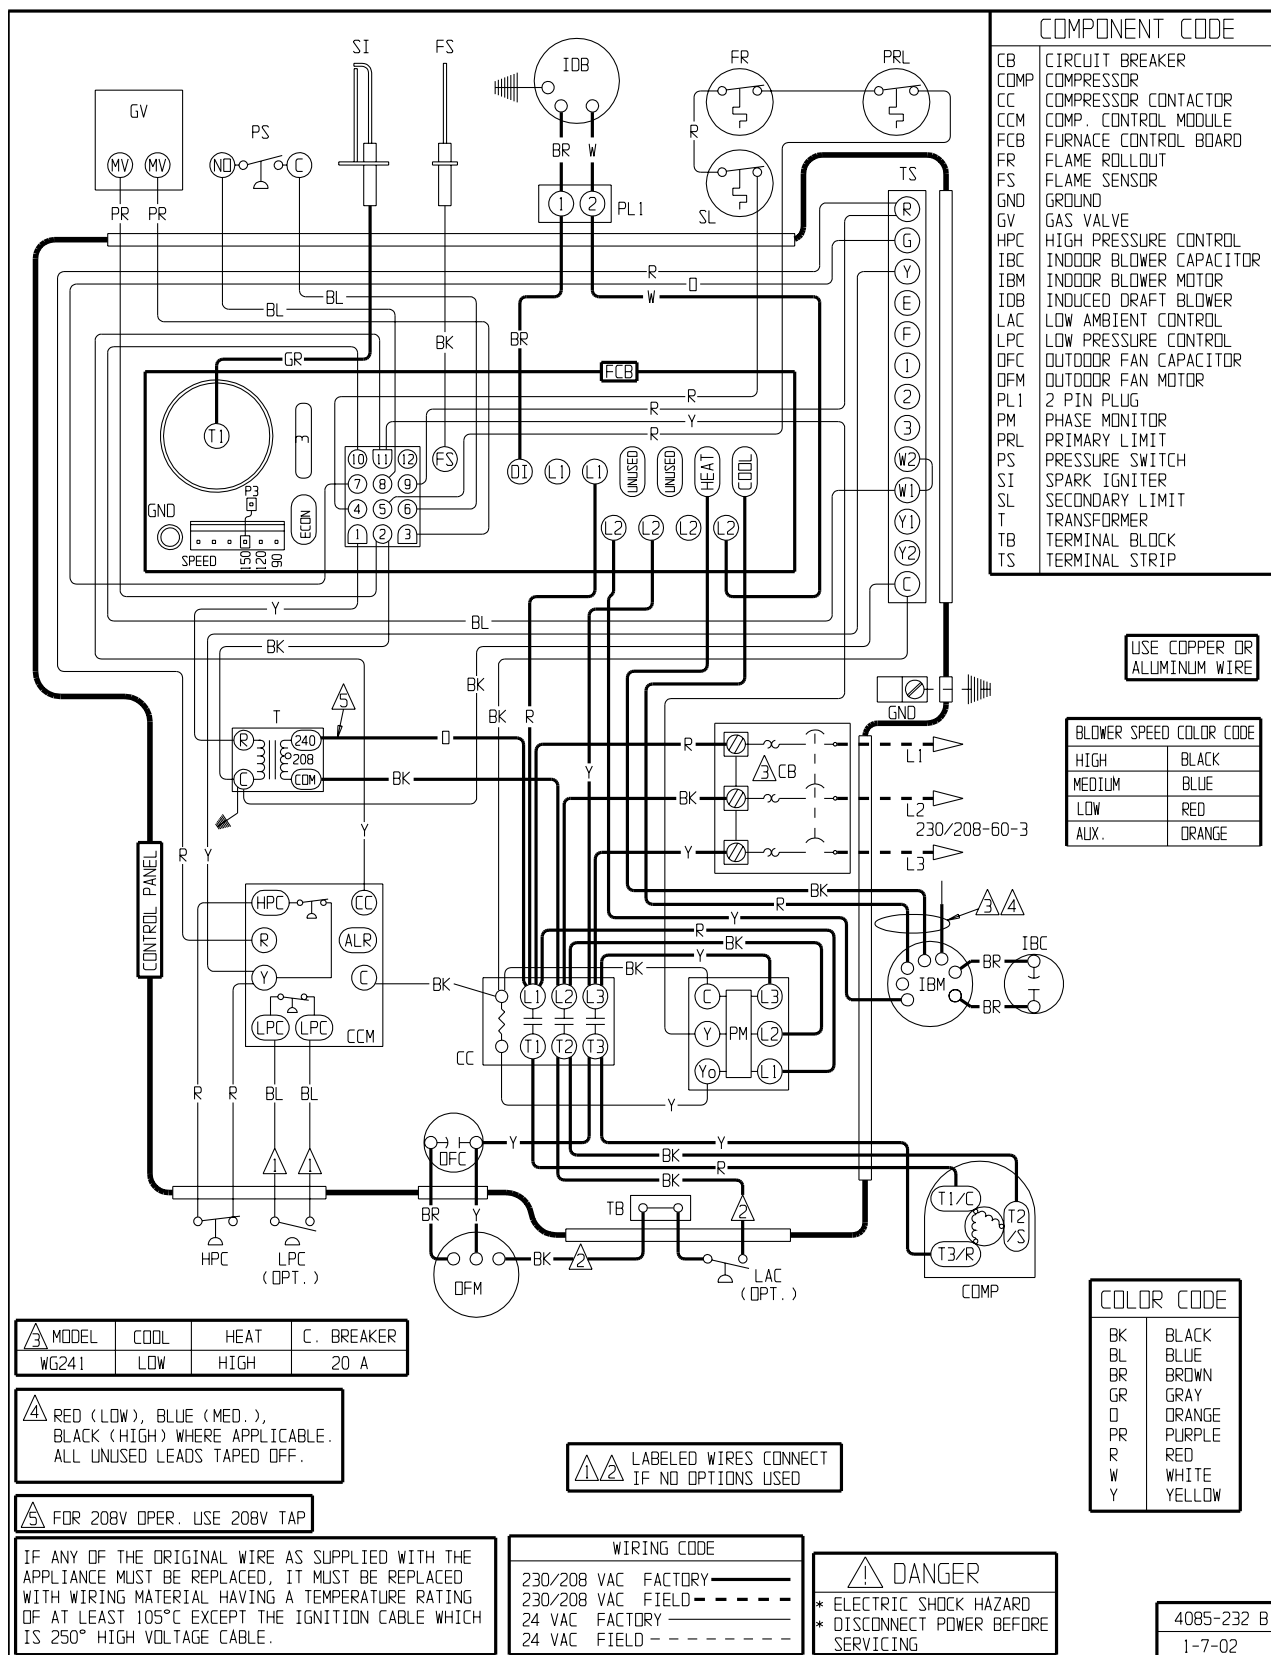 COMPONENT CODE
CB CIRCUIT BREAKER
COMP COMPRESSOR
CC COMPRESSOR CONTACTOR
CCM COMP. CONTROL MODULE
FCB FURNACE CONTROL BOARD
FR FLAME ROLLOUT
FS FLAME SENSOR
GND GROUND
GV GAS VALVE
HPC HIGH PRESSURE CONTROL
IBC INDOOR BLOWER CAPACITOR
IBM INDOOR BLOWER MOTOR
IDB INDUCED DRAFT BLOWER
LAC LOW AMBIENT CONTROL
LPC LOW PRESSURE CONTROL
OFC OUTDOOR FAN CAPACITOR
OFM OUTDOOR FAN MOTOR
PL1 2 PIN PLUG
PM PHASE MONITOR
PRL PRIMARY LIMIT
PS PRESSURE SWITCH
SI SPARK IGNITER
SL SECONDARY LIMIT
T TRANSFORMER
TB TERMINAL BLOCK
TS TERMINAL STRIP
SI FS IDB FR PRL
GV PS
MV MV NO C
BR W R
PR PR
1 2 PL1 SL TS
R
G
Y
E
F
1
2
3
W2
W1
Y1
Y2
C
R
O
BL W
BL
BR
BK
GR
FCB
R
R
Y
R
T1 3
10 11 12 FS
7 8 9
4 5 6
1 2 3
OI L1 L1 UNUSED UNUSED HEAT COOL
L2 L2 L2 L2
P3
GND
ECON
SPEED 150 120 90
Y
BL
BK
BK
BK R
USE COPPER OR
ALUMINUM WIRE
GND
BLOWER SPEED COLOR CODE
HIGH BLACK
MEDIUM BLUE
LOW RED
AUX. ORANGE
T 5
R 240
208
C COM
O
BK
Y
R L1
3 CB
BK L2
230/208-60-3
Y L3
R Y Y
CONTROL PANEL
HPC CC
R ALR
Y C
LPC LPC
CCM
BK
BK
R
Y
R
BK
Y
BK
3 4
IBC
BR
IBM
BR
L1 L2 L3
T1 T2 T3
CC
C L3
Y PM L2
Yo L1
Y
R R BL BL
1 1
OFC
Y
Y
BK
R
BK
TB 2
BR Y
BK 2
OFM
HPC LPC
(OPT.)
LAC
(OPT.)
T1/C
T2
/S
T3/R
COMP
COLOR CODE
BK BLACK
BL BLUE
BR BROWN
GR GRAY
O ORANGE
PR PURPLE
R RED
W WHITE
Y YELLOW
3 MODEL COOL HEAT C. BREAKER
WG241 LOW HIGH 20 A
4 RED (LOW), BLUE (MED.),
BLACK (HIGH) WHERE APPLICABLE.
ALL UNUSED LEADS TAPED OFF.
1 2 LABELED WIRES CONNECT
IF NO OPTIONS USED
5 FOR 208V OPER. USE 208V TAP
IF ANY OF THE ORIGINAL WIRE AS SUPPLIED WITH THE
APPLIANCE MUST BE REPLACED, IT MUST BE REPLACED
WITH WIRING MATERIAL HAVING A TEMPERATURE RATING
OF AT LEAST 105°C EXCEPT THE IGNITION CABLE WHICH
IS 250° HIGH VOLTAGE CABLE.
WIRING CODE
230/208 VAC FACTORY
230/208 VAC FIELD
24 VAC FACTORY
24 VAC FIELD
! DANGER
* ELECTRIC SHOCK HAZARD
* DISCONNECT POWER BEFORE
SERVICING
4085-232 B
1-7-02